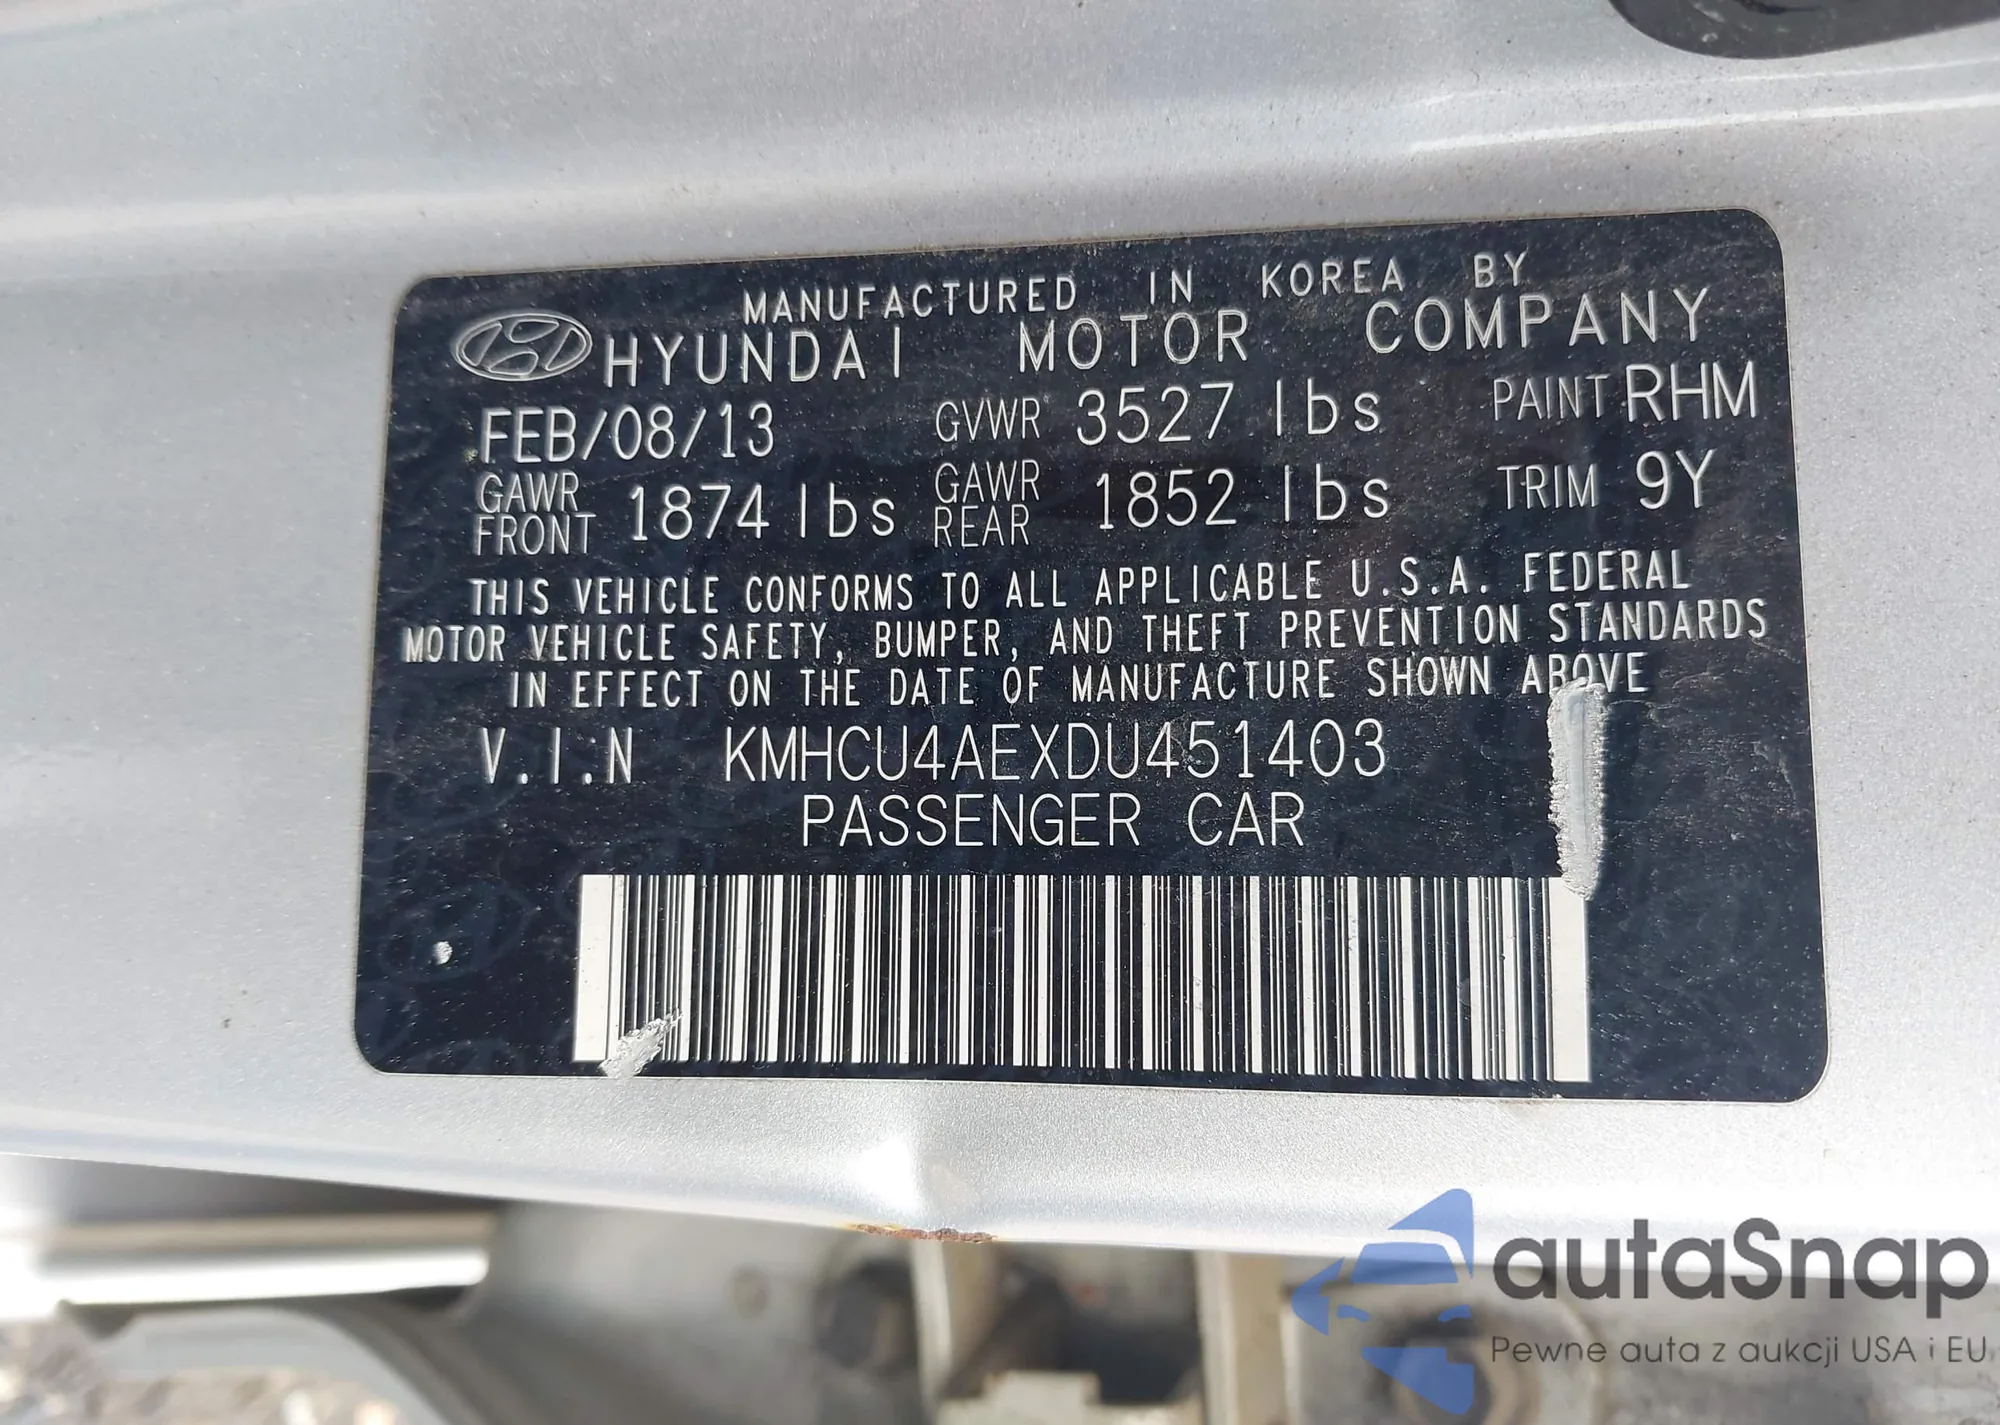 MANUFACTURED IN KOREA BY
HYUNDAI MOTOR COMPANY
FEB/08/13 GVWR 3527 lbs PAINT RHM
GAWR FRONT 1874 lbs GAWR REAR 1852 lbs TRIM 9Y
THIS VEHICLE CONFORMS TO ALL APPLICABLE U.S.A. FEDERAL
MOTOR VEHICLE SAFETY, BUMPER, AND THEFT PREVENTION STANDARDS
IN EFFECT ON THE DATE OF MANUFACTURE SHOWN ABOVE
V.I.N KMHCU4AEXDU451403
PASSENGER CAR
autaSnap
Pewne auta z aukcji USA i EU